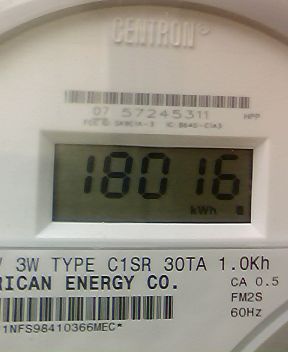 CENTRON®
07 57245311 HPP
18016
kWh
3W TYPE C1SR 30TA 1.0Kh
RICAN ENERGY CO. CA 0.5
FM2S
1NFS98410366MEC* 60Hz